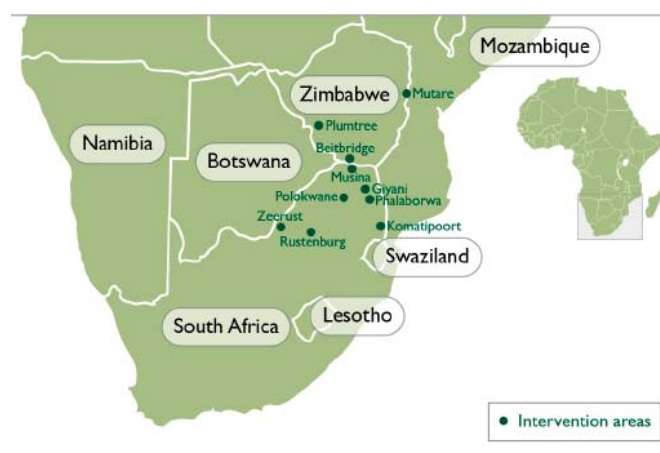 Mozambique
Zimbabwe
Mutare
Plumtree
Namibia
Botswana
Beitbridge
Musina
Giyani
Polokwane
Phalaborwa
Zeerust
Komatipoort
Rustenburg
Swaziland
Lesotho
South Africa
Intervention areas